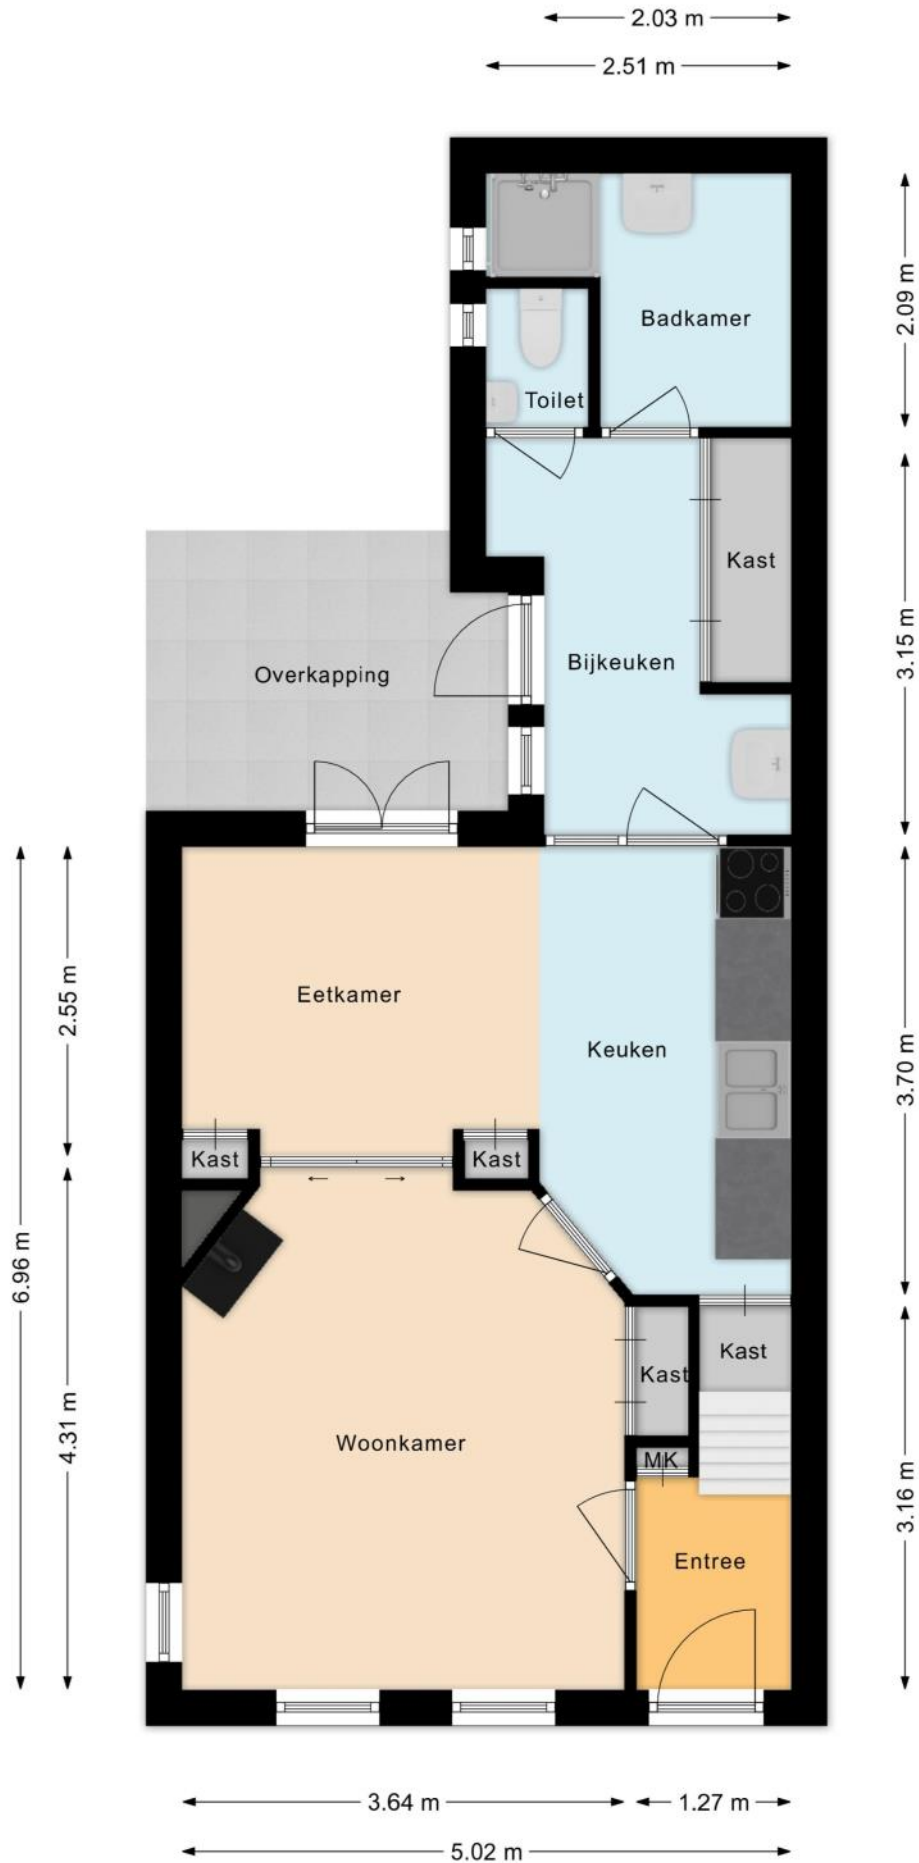 2.03 m
2.51 m
Badkamer
2.09 m
Toilet
Kast
Bijkeuken
3.15 m
Overkapping
Eetkamer
2.55 m
Keuken
3.70 m
Kast
Kast
6.96 m
4.31 m
Kast
Kast
Woonkamer
MK
3.16 m
Entree
3.64 m
1.27 m
5.02 m